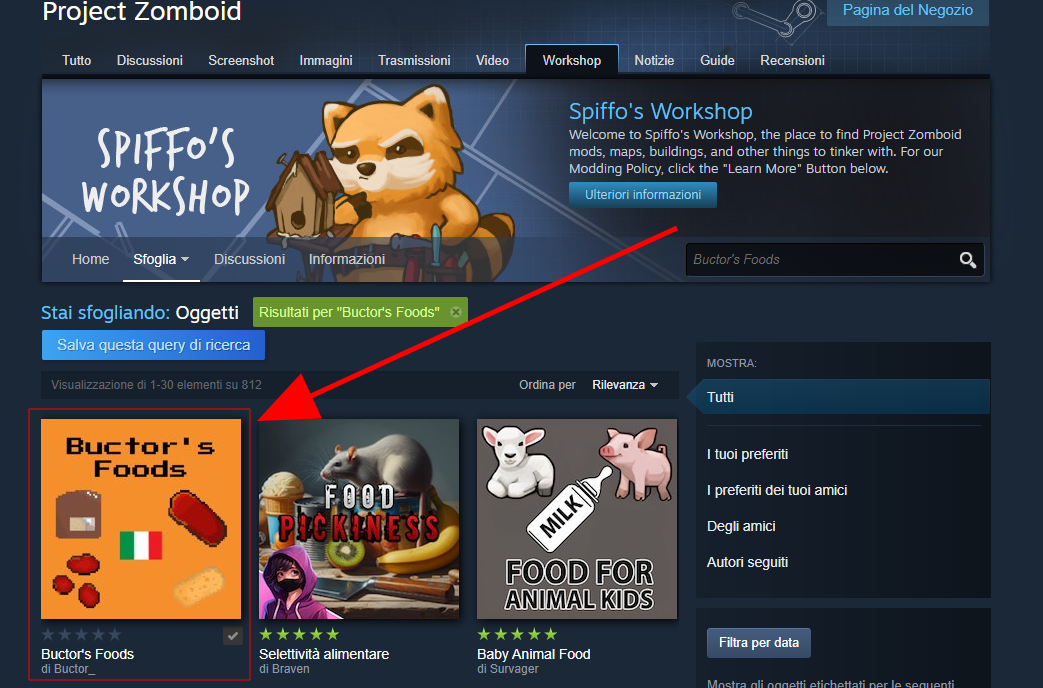 Project Zomboid
Pagina del Negozio
Tutto Discussioni Screenshot Immagini Trasmissioni Video Workshop Notizie Guide Recensioni
SPIFFO'S
WORKSHOP
Spiffo's Workshop
Welcome to Spiffo's Workshop, the place to find Project Zomboid
mods, maps, buildings, and other things to tinker with. For our
Modding Policy, click the "Learn More" Button below.
Ulteriori informazioni
Home Sfoglia Discussioni Informazioni
Buctor's Foods
Stai sfogliando: Oggetti
Risultati per "Buctor's Foods"
Salva questa query di ricerca
Visualizzazione di 1-30 elementi su 812
Ordina per Rilevanza
Buctor's
Foods
FOOD
PICKINESS
MILK
FOOD FOR
ANIMAL KIDS
Buctor's Foods
di Buctor_
Selettività alimentare
di Braven
Baby Animal Food
di Survager
MOSTRA:
Tutti
I tuoi preferiti
I preferiti dei tuoi amici
Degli amici
Autori seguiti
Filtra per data
Mostra gli oggetti etichettati per le seguenti